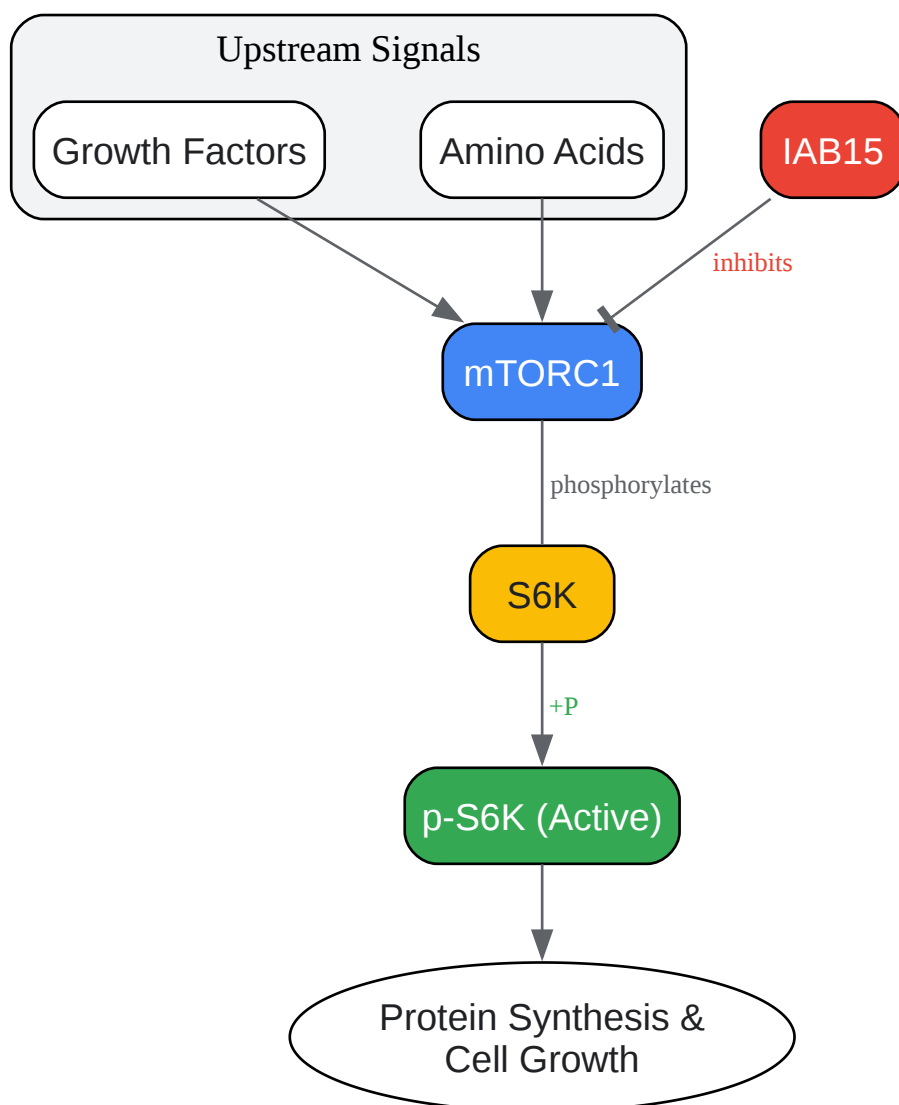 Upstream Signals
Growth Factors
Amino Acids
IAB15
inhibits
mTORC1
phosphorylates
S6K
+P
p-S6K (Active)
Protein Synthesis &
Cell Growth